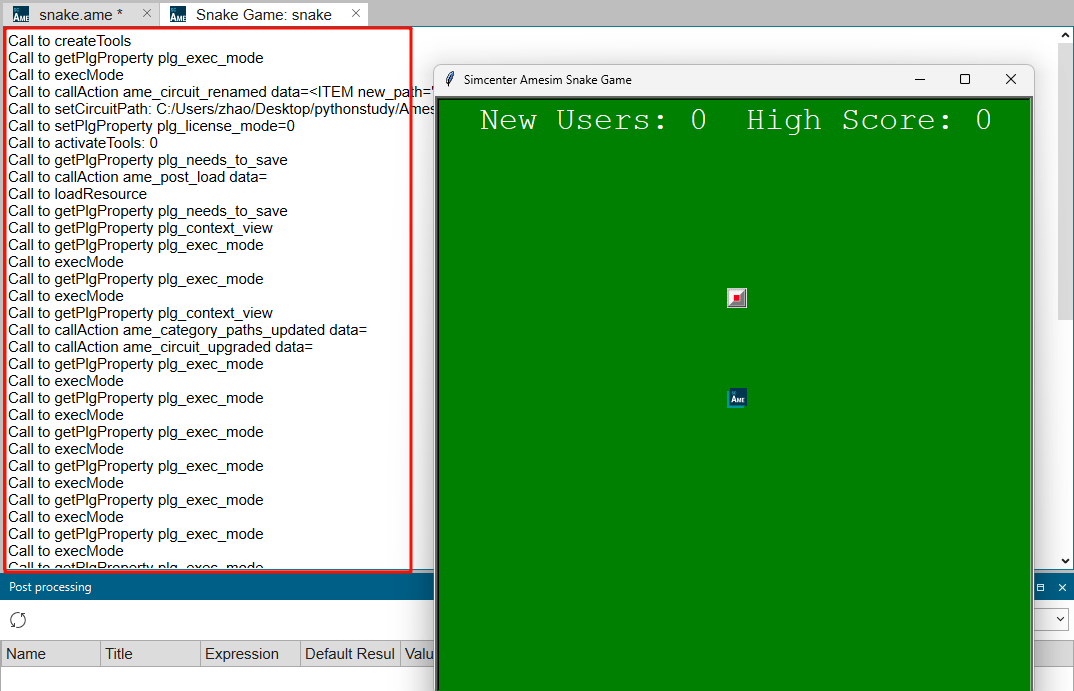 snake.ame *
Snake Game: snake
Call to createTools
Call to getPlgProperty plg_exec_mode
Call to execMode
Call to callAction ame_circuit_renamed data=<ITEM new_path="
Call to setCircuitPath: C:/Users/zhao/Desktop/pythonstudy/Ames
Call to setPlgProperty plg_license_mode=0
Call to activateTools: 0
Call to getPlgProperty plg_needs_to_save
Call to callAction ame_post_load data=
Call to loadResource
Call to getPlgProperty plg_needs_to_save
Call to getPlgProperty plg_context_view
Call to getPlgProperty plg_exec_mode
Call to execMode
Call to getPlgProperty plg_exec_mode
Call to execMode
Call to getPlgProperty plg_context_view
Call to callAction ame_category_paths_updated data=
Call to callAction ame_circuit_upgraded data=
Call to getPlgProperty plg_exec_mode
Call to execMode
Call to getPlgProperty plg_exec_mode
Call to execMode
Call to getPlgProperty plg_exec_mode
Call to execMode
Call to getPlgProperty plg_exec_mode
Call to execMode
Call to getPlgProperty plg_exec_mode
Call to execMode
Call to getPlgProperty plg_exec_mode
Call to execMode
Call to getPlgProperty plg_exec_mode
Simcenter Amesim Snake Game
New Users: 0 High Score: 0
AME
Post processing
Name Title Expression Default Resul Valu